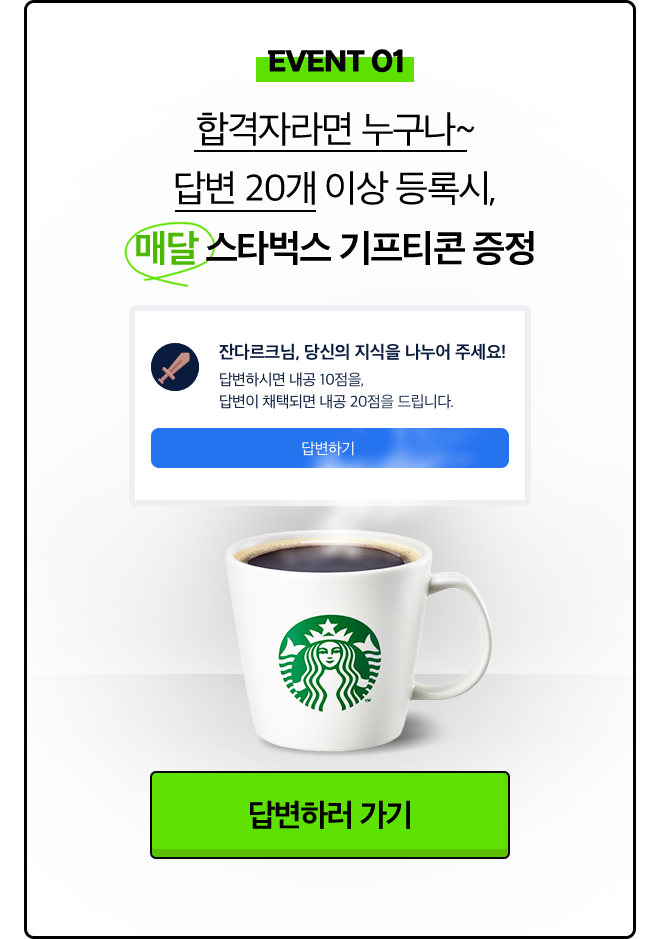 EVENT 01
합격자라면 누구나~
답변 20개 이상 등록시,
매달 스타벅스 기프티콘 증정
잔다르크님, 당신의 지식을 나누어 주세요!
답변하시면 내공 10점을,
답변이 채택되면 내공 20점을 드립니다.
답변하기
TM
답변하러 가기